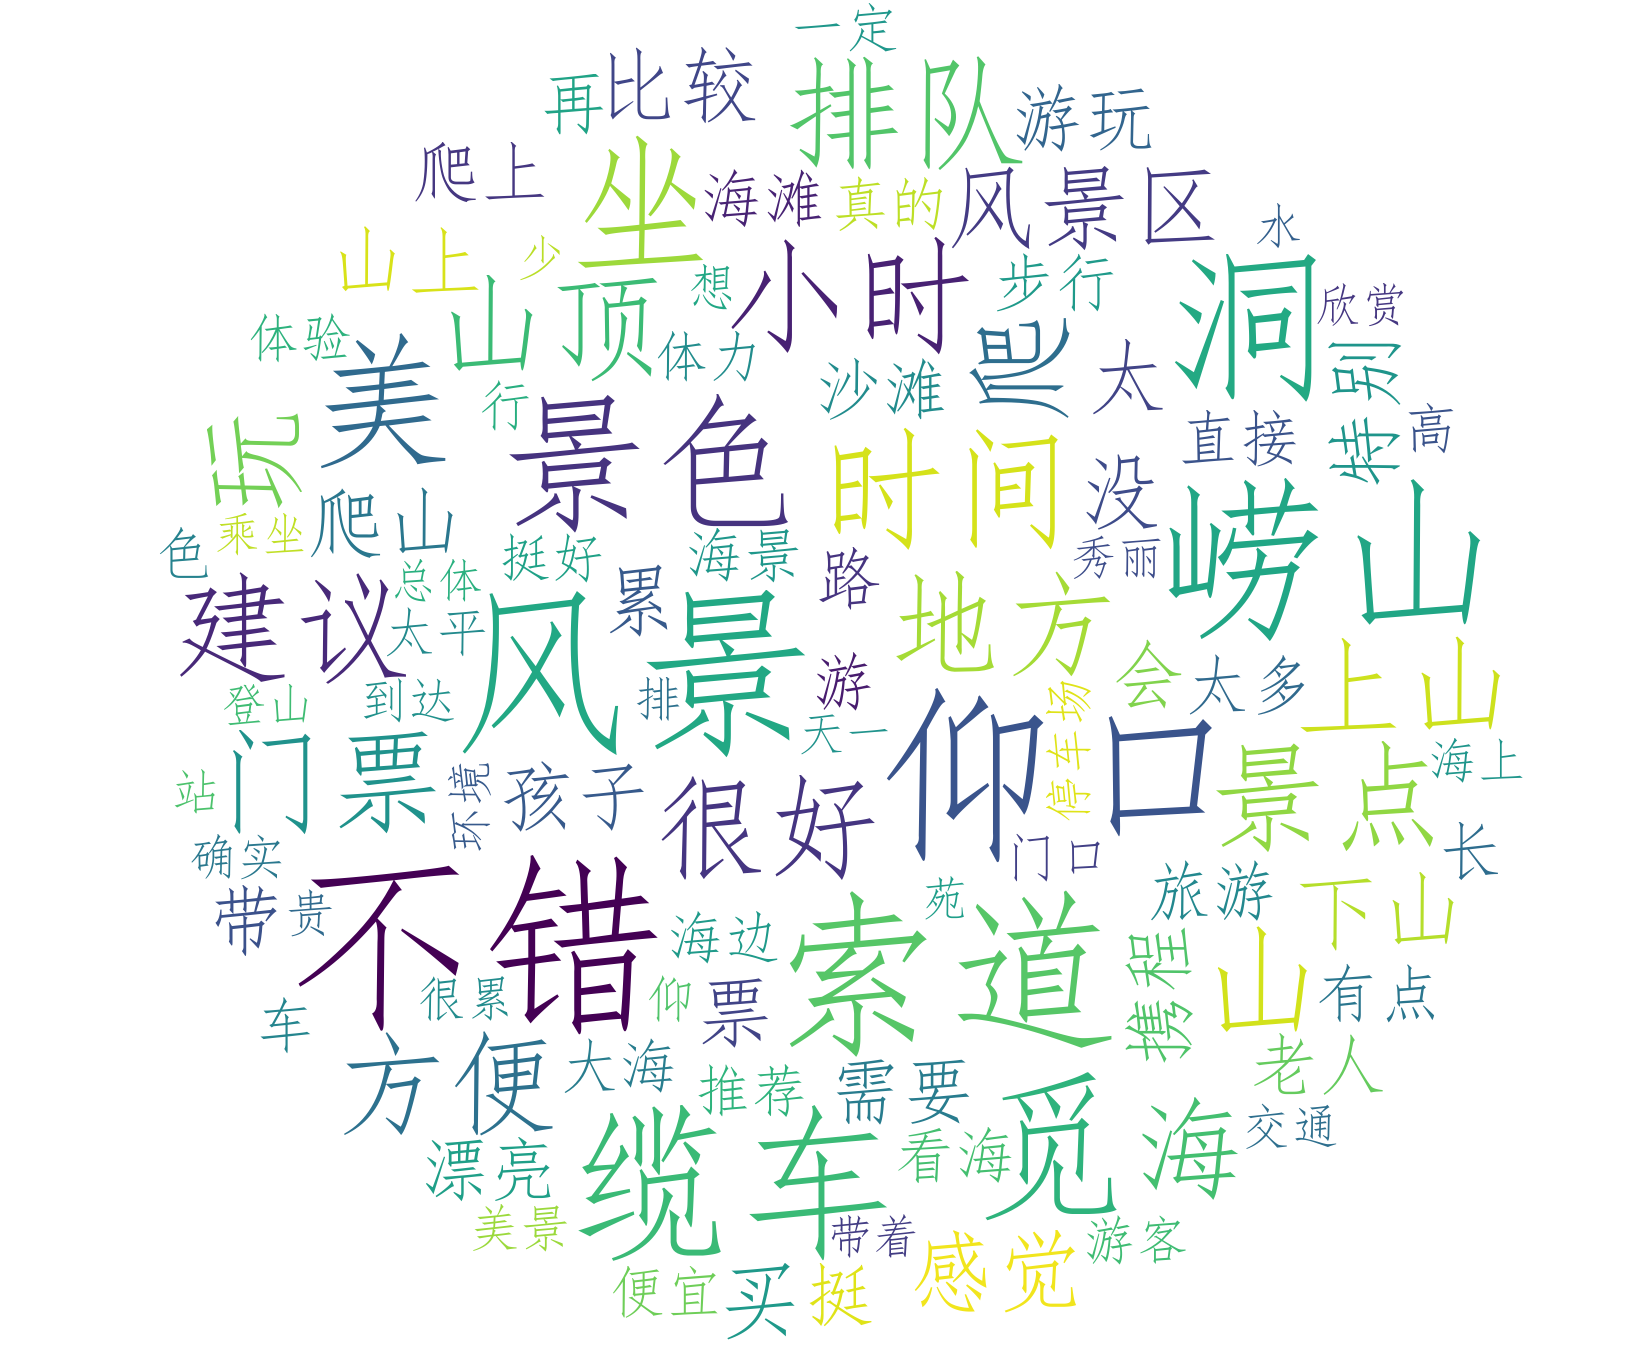 一定
再
比较
排队
游玩
爬上
坐
海滩
真的
风景区
水
山上
少
山顶
想
小时
步行
洞
欣赏
体验
美
体力
行
沙滩
爬
太
特别
玩
景色
时间
没
直接
高
色
乘坐
爬山
挺好
海景
路
秀丽
崂山
总体
累
建议
太平
风景
地方
登山
到达
排
游
天一
会
太多
上山
停车场
站
门票
环境
孩子
很好
仰口
景点
海上
确实
门口
长
带
贵
不错
海边
苑
索道
旅游
下山
携程
山
有点
很累
仰
票
车
方便
大海
推荐
需要
觅
海
老人
交通
漂亮
缆车
看海
美景
带着
感觉
游客
便宜
买
挺